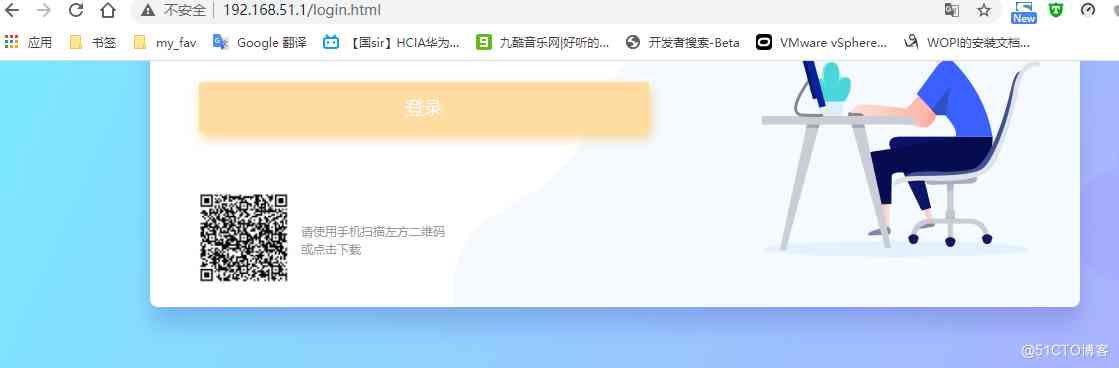 不安全 192.168.51.1/login.html
New
应用 书签 my_fav Google 翻译 【国sir】HCIA华为... 九酷音乐网|好听的... 开发者搜索-Beta VMware vSphere... WOPI的安装文档...
登录
请使用手机扫描左方二维码
或点击下载
@51CTO博客